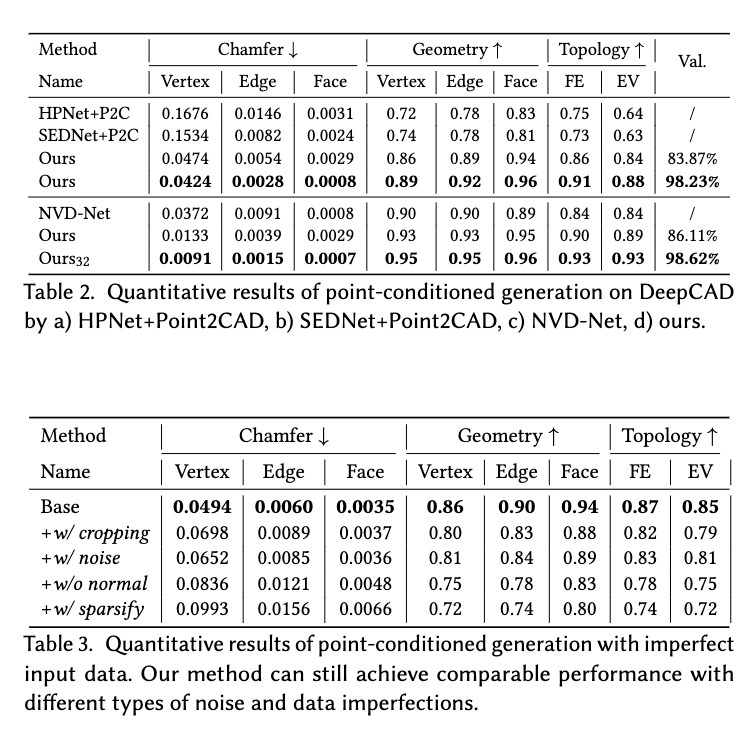 Method Chamfer ↓ Geometry ↑ Topology ↑ Val.
Name Vertex Edge Face Vertex Edge Face FE EV
HPNet+P2C 0.1676 0.0146 0.0031 0.72 0.78 0.83 0.75 0.64 /
SEDNet+P2C 0.1534 0.0082 0.0024 0.74 0.78 0.81 0.73 0.63 /
Ours 0.0474 0.0054 0.0029 0.86 0.89 0.94 0.86 0.84 83.87%
Ours 0.0424 0.0028 0.0008 0.89 0.92 0.96 0.91 0.88 98.23%
NVD-Net 0.0372 0.0091 0.0008 0.90 0.90 0.89 0.84 0.84 /
Ours 0.0133 0.0039 0.0029 0.93 0.93 0.95 0.90 0.89 86.11%
Ours₃₂ 0.0091 0.0015 0.0007 0.95 0.95 0.96 0.93 0.93 98.62%
Table 2. Quantitative results of point-conditioned generation on DeepCAD
by a) HPNet+Point2CAD, b) SEDNet+Point2CAD, c) NVD-Net, d) ours.
Method Chamfer ↓ Geometry ↑ Topology ↑
Name Vertex Edge Face Vertex Edge Face FE EV
Base 0.0494 0.0060 0.0035 0.86 0.90 0.94 0.87 0.85
+w/ cropping 0.0698 0.0089 0.0037 0.80 0.83 0.88 0.82 0.79
+w/ noise 0.0652 0.0085 0.0036 0.81 0.84 0.89 0.83 0.81
+w/o normal 0.0836 0.0121 0.0048 0.75 0.78 0.83 0.78 0.75
+w/ sparsify 0.0993 0.0156 0.0066 0.72 0.74 0.80 0.74 0.72
Table 3. Quantitative results of point-conditioned generation with imperfect
input data. Our method can still achieve comparable performance with
different types of noise and data imperfections.